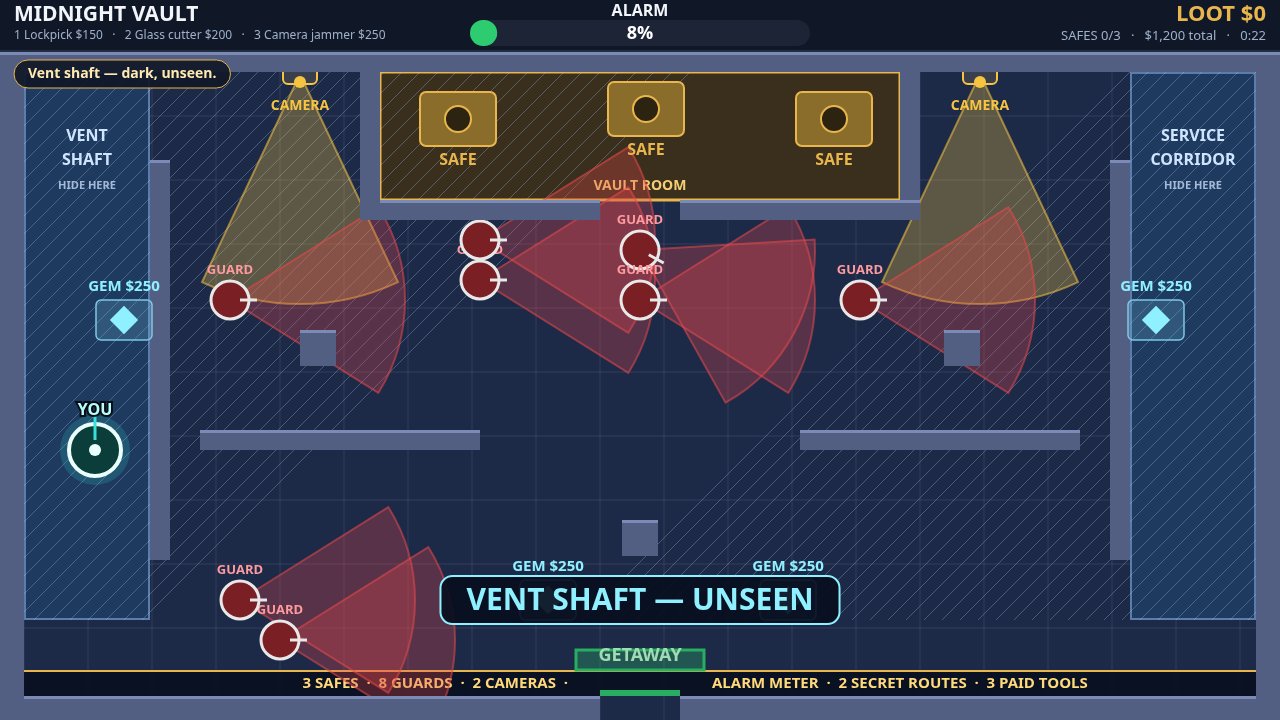 MIDNIGHT VAULT
1 Lockpick $150 · 2 Glass cutter $200 · 3 Camera jammer $250
ALARM
8%
LOOT $0
SAFES 0/3 · $1,200 total · 0:22
Vent shaft — dark, unseen.
CAMERA
CAMERA
VENT
SHAFT
HIDE HERE
SAFE
SAFE
SAFE
VAULT ROOM
SERVICE
CORRIDOR
HIDE HERE
GUARD
GUARD
GUARD
GUARD
GEM $250
GEM $250
YOU
GUARD
GUARD
GEM $250
GEM $250
VENT SHAFT — UNSEEN
GETAWAY
3 SAFES · 8 GUARDS · 2 CAMERAS ·
ALARM METER · 2 SECRET ROUTES · 3 PAID TOOLS